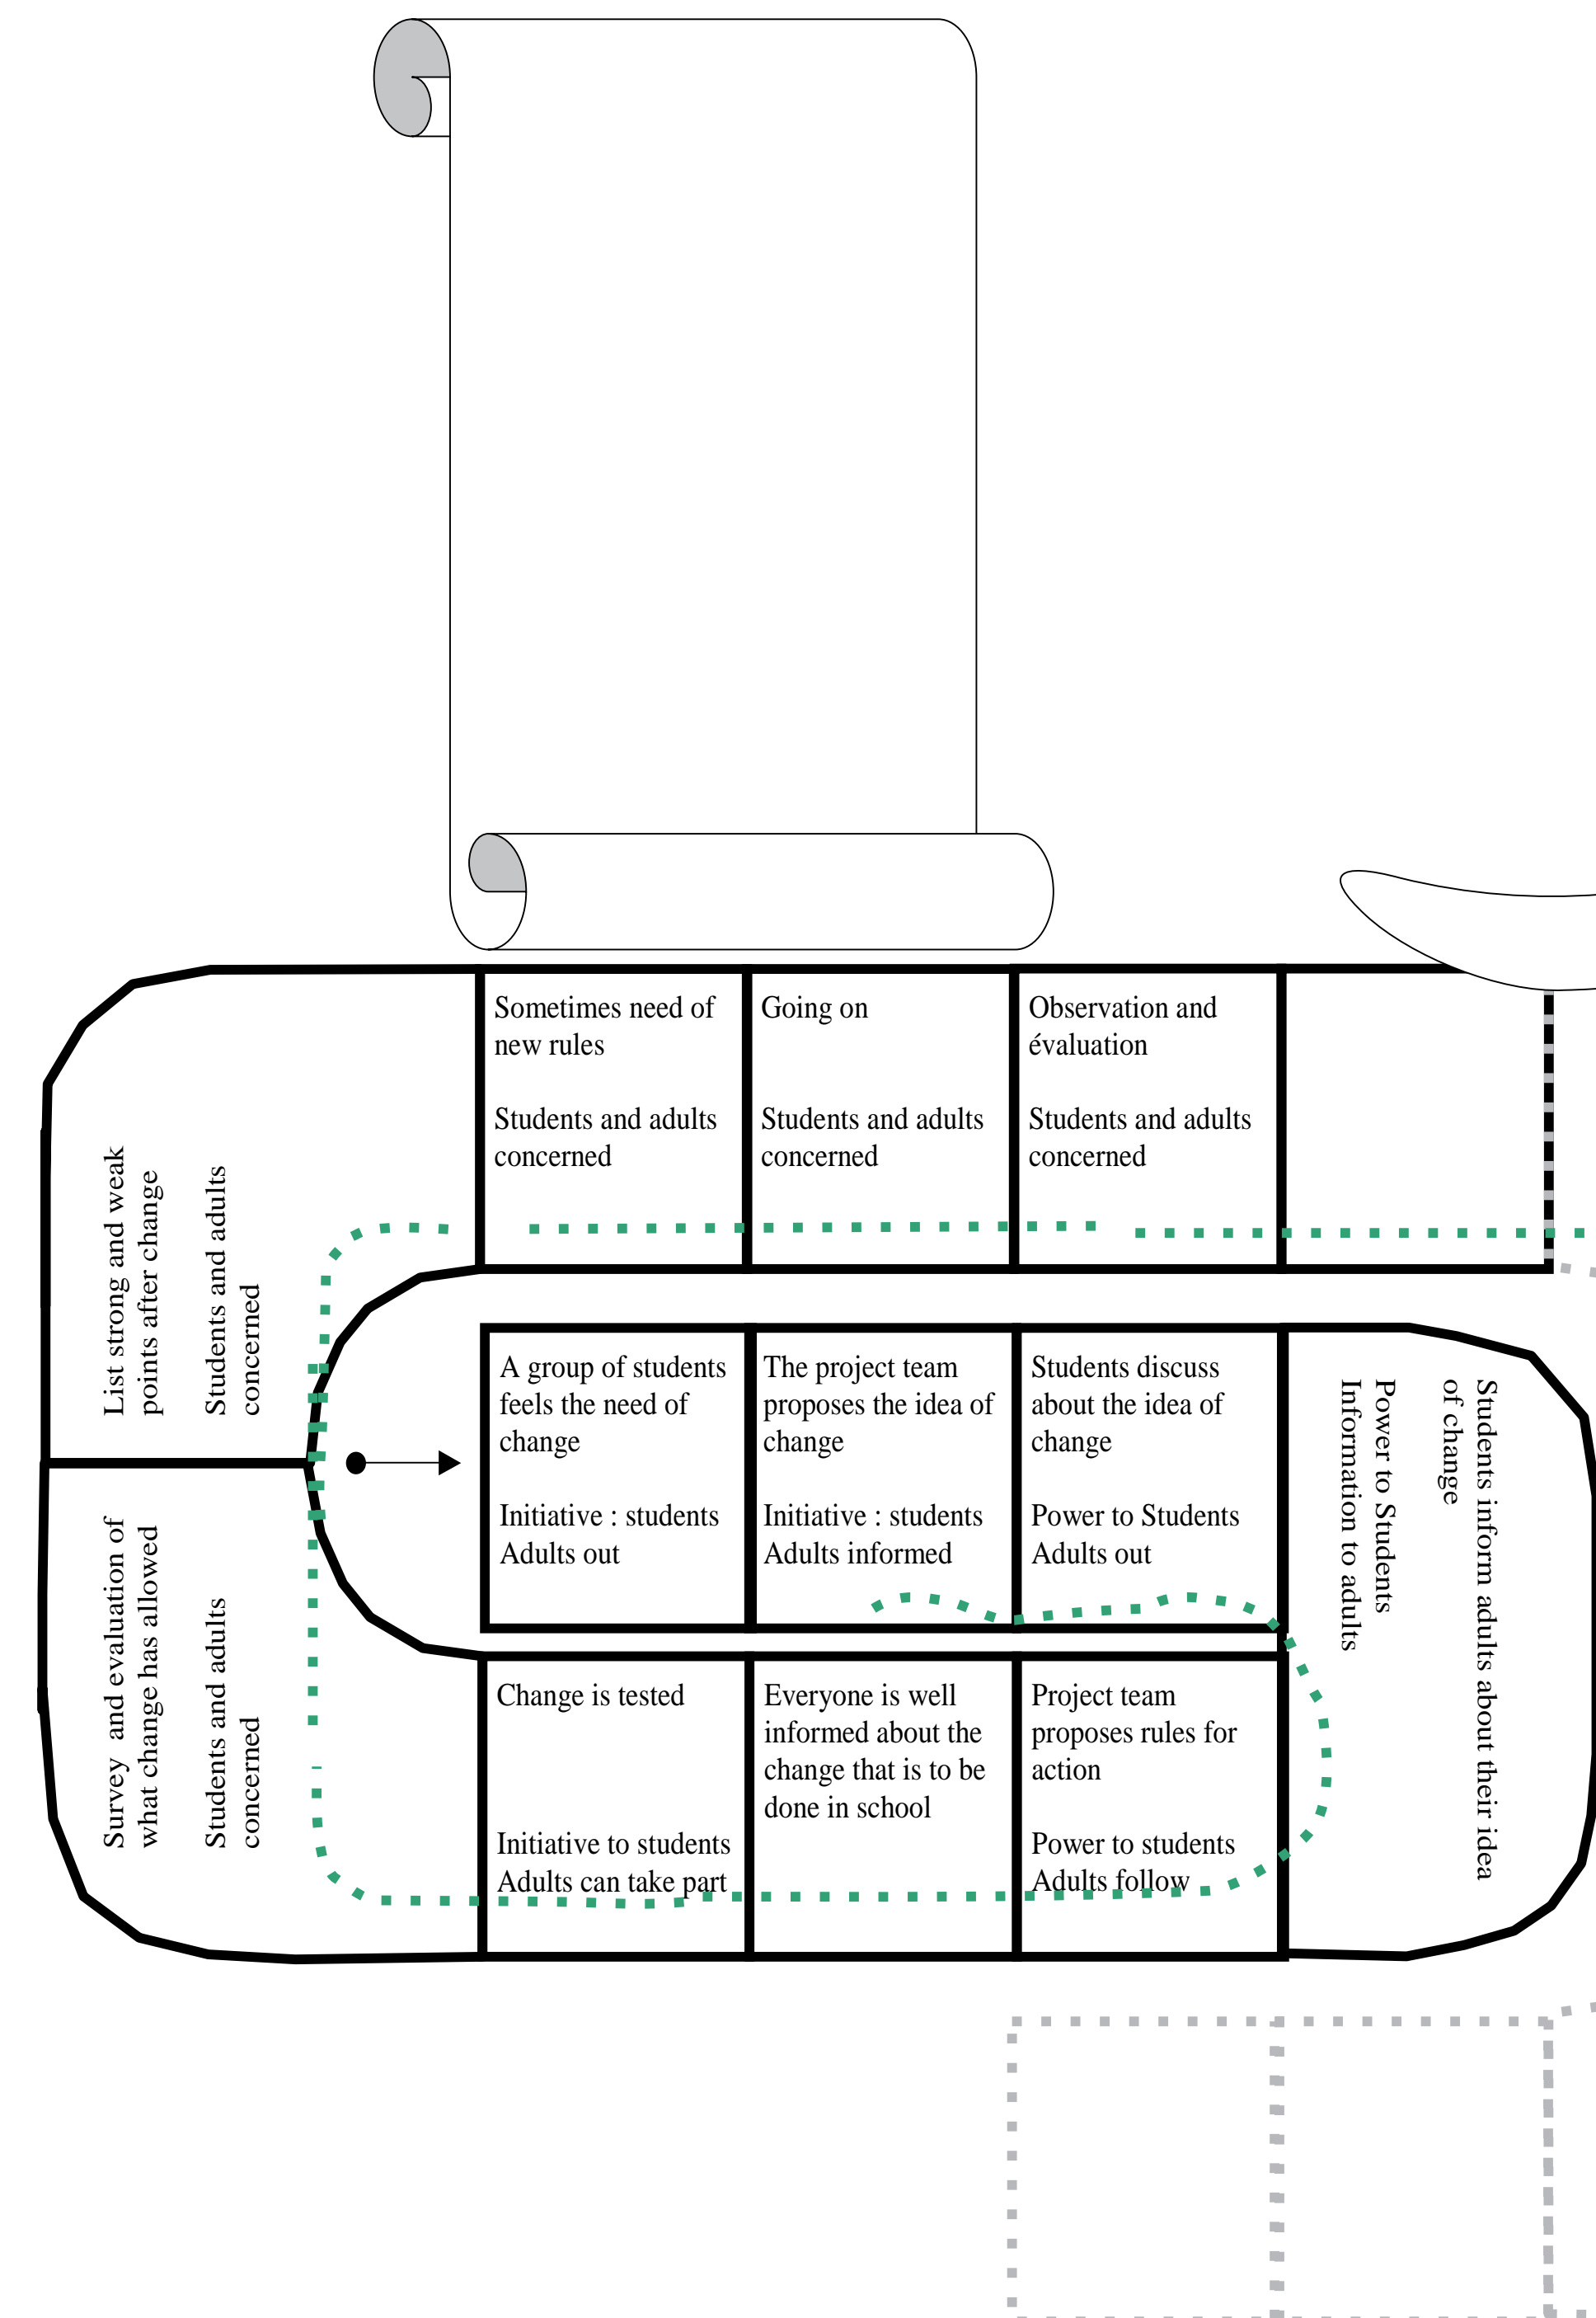 Sometimes need of
new rules
Students and adults
concerned
Going on
Students and adults
concerned
Observation and
évaluation
Students and adults
concerned
List strong and weak
points after change
Students and adults
concerned
A group of students
feels the need of
change
Initiative : students
Adults out
The project team
proposes the idea of
change
Initiative : students
Adults informed
Students discuss
about the idea of
change
Power to Students
Adults out
Students inform adults about their idea
of change
Power to Students
Information to adults
Survey  and evaluation of
what change has allowed
Students and adults
concerned
Change is tested
Initiative to students
Adults can take part
Everyone is well
informed about the
change that is to be
done in school
Project team
proposes rules for
action
Power to students
Adults follow